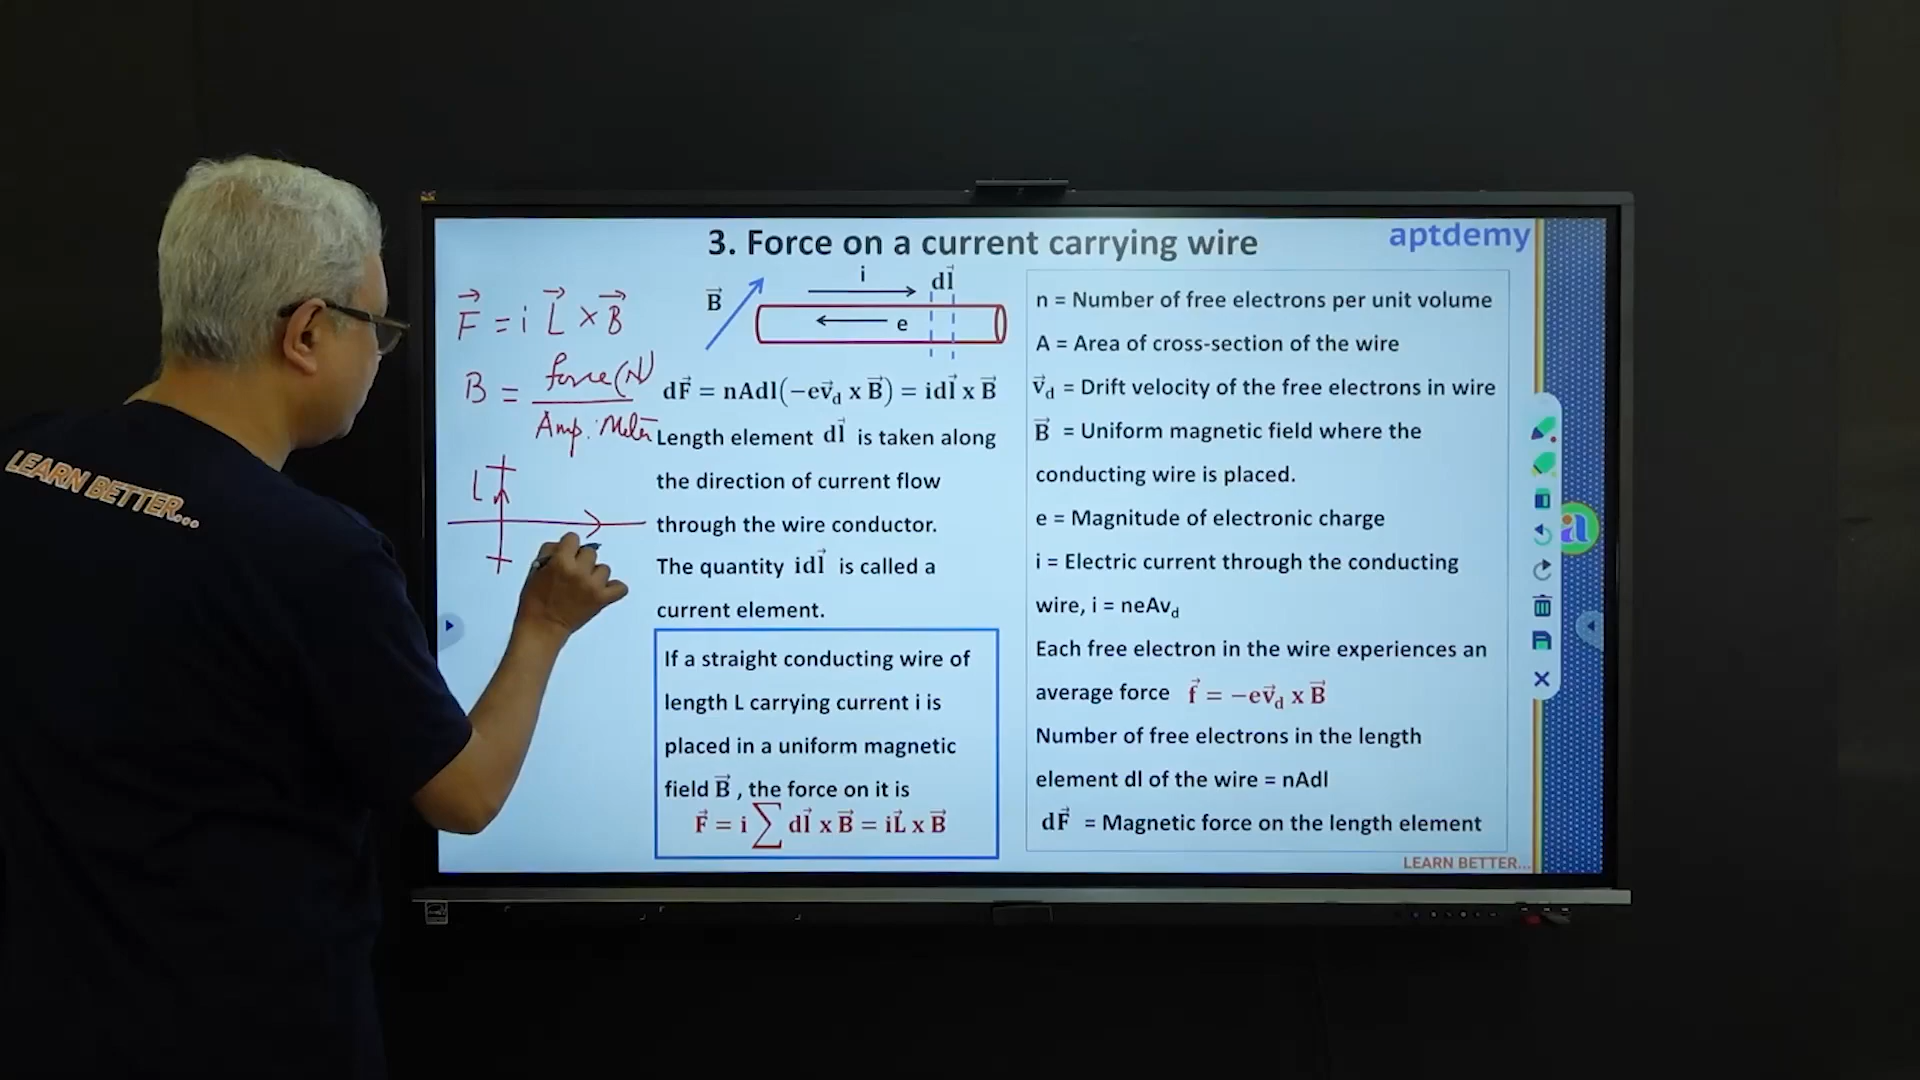 3. Force on a current carrying wire
aptdemy
F⃗ = i L⃗ × B⃗
B = force (N)
Amp. Meter
L
B⃗
i
dl⃗
e
dF⃗ = nAdl(−ev⃗d x B⃗) = idl⃗ x B⃗
Length element dl⃗ is taken along
the direction of current flow
through the wire conductor.
The quantity idl⃗ is called a
current element.
If a straight conducting wire of
length L carrying current i is
placed in a uniform magnetic
field B⃗ , the force on it is
F⃗ = i ∑ dl⃗ x B⃗ = iL⃗ x B⃗
n = Number of free electrons per unit volume
A = Area of cross-section of the wire
v⃗d = Drift velocity of the free electrons in wire
B⃗ = Uniform magnetic field where the
conducting wire is placed.
e = Magnitude of electronic charge
i = Electric current through the conducting
wire, i = neAvd
Each free electron in the wire experiences an
average force f⃗ = −ev⃗d x B⃗
Number of free electrons in the length
element dl of the wire = nAdl
dF⃗ = Magnetic force on the length element
LEARN BETTER...
LEARN BETTER...